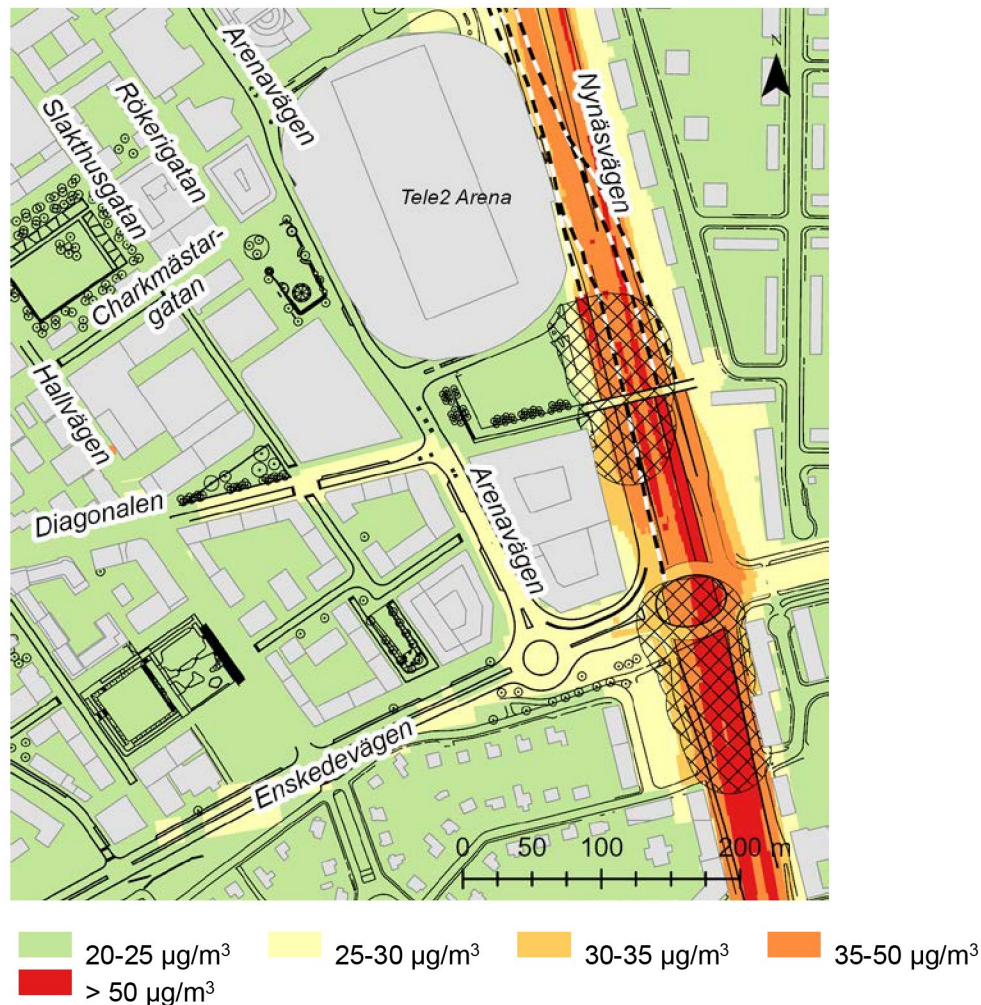 Arenavägen
Nynäsvägen
N
Rökerigatan
Slakthusgatan
Tele2 Arena
Charkmästar-
gatan
Hallvägen
Diagonalen
Arenavägen
Enskedevägen
0 50 100 200 m
20-25 µg/m³ 25-30 µg/m³ 30-35 µg/m³ 35-50 µg/m³
> 50 µg/m³